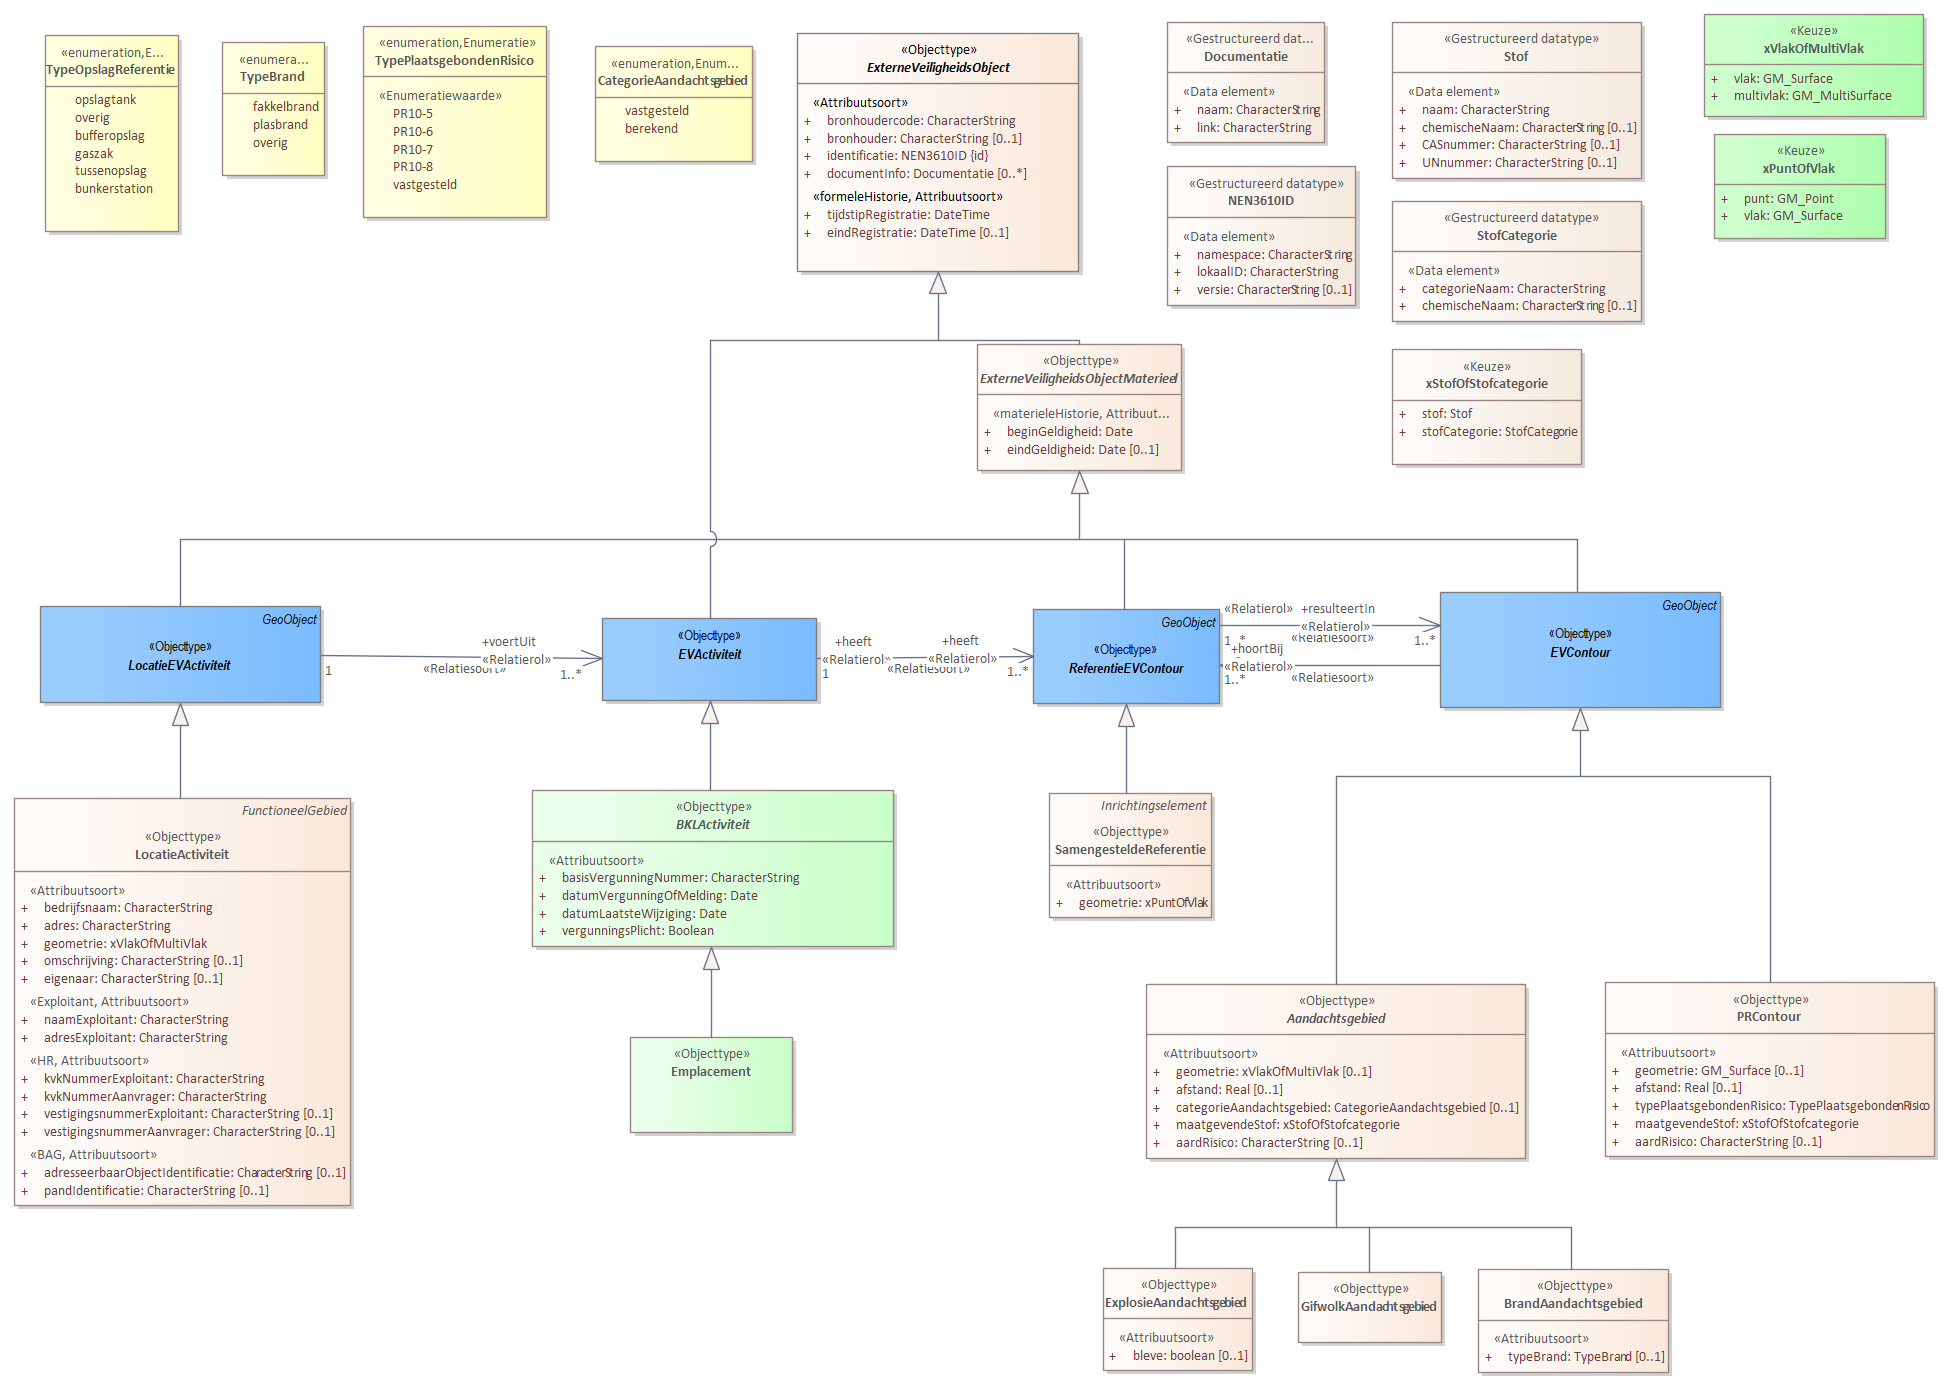 «enumeration,E...
TypeOpslagReferentie
opslagtank
overig
bufferopslag
gaszak
tussenopslag
bunkerstation
«enumera...
TypeBrand
fakkelbrand
plasbrand
overig
«enumeration,Enumeratie»
TypePlaatsgebondenRisico
«Enumeratiewaarde»
PR10-5
PR10-6
PR10-7
PR10-8
vastgesteld
«enumeration,Enum...
CategorieAandachtsgebied
vastgesteld
berekend
«Objecttype»
ExterneVeiligheidsObject
«Attribuutsoort»
+ bronhoudercode: CharacterString
+ bronhouder: CharacterString [0..1]
+ identificatie: NEN3610ID {id}
+ documentInfo: Documentatie [0..*]
«formeleHistorie, Attribuutsoort»
+ tijdstipRegistratie: DateTime
+ eindRegistratie: DateTime [0..1]
«Gestructureerd dat...
Documentatie
«Data element»
+ naam: CharacterString
+ link: CharacterString
«Gestructureerd datatype»
NEN3610ID
«Data element»
+ namespace: CharacterString
+ lokaalID: CharacterString
+ versie: CharacterString [0..1]
«Gestructureerd datatype»
Stof
«Data element»
+ naam: CharacterString
+ chemischeNaam: CharacterString [0..1]
+ CASnummer: CharacterString [0..1]
+ UNnummer: CharacterString [0..1]
«Gestructureerd datatype»
StofCategorie
«Data element»
+ categorieNaam: CharacterString
+ chemischeNaam: CharacterString [0..1]
«Keuze»
xStofOfStofcategorie
+ stof: Stof
+ stofCategorie: StofCategorie
«Keuze»
xVlakOfMultiVlak
+ vlak: GM_Surface
+ multivlak: GM_MultiSurface
«Keuze»
xPuntOfVlak
+ punt: GM_Point
+ vlak: GM_Surface
«Objecttype»
ExterneVeiligheidsObjectMaterieel
«materieleHistorie, Attribuut...
+ beginGeldigheid: Date
+ eindGeldigheid: Date [0..1]
GeoObject
«Objecttype»
LocatieEVActiviteit
1
+voertUit
«Relatierol»
«Relatiesoort»
1..*
«Objecttype»
EVActiviteit
+heeft
«Relatierol»
1
«Relatiesoort»
+heeft
«Relatierol»
1..*
GeoObject
«Objecttype»
ReferentieEVContour
«Relatierol»
1..*
+resulteertIn
«Relatierol»
«Relatiesoort»
1..*
+hoortBij
«Relatierol»
1..*
«Relatiesoort»
GeoObject
«Objecttype»
EVContour
FunctioneelGebied
«Objecttype»
LocatieActiviteit
«Attribuutsoort»
+ bedrijfsnaam: CharacterString
+ adres: CharacterString
+ geometrie: xVlakOfMultiVlak
+ omschrijving: CharacterString [0..1]
+ eigenaar: CharacterString [0..1]
«Exploitant, Attribuutsoort»
+ naamExploitant: CharacterString
+ adresExploitant: CharacterString
«HR, Attribuutsoort»
+ kvkNummerExploitant: CharacterString
+ kvkNummerAanvrager: CharacterString
+ vestigingsnummerExploitant: CharacterString [0..1]
+ vestigingsnummerAanvrager: CharacterString [0..1]
«BAG, Attribuutsoort»
+ adresseerbaarObjectIdentificatie: CharacterString [0..1]
+ pandIdentificatie: CharacterString [0..1]
«Objecttype»
BKLActiviteit
«Attribuutsoort»
+ basisVergunningNummer: CharacterString
+ datumVergunningOfMelding: Date
+ datumLaatsteWijziging: Date
+ vergunningsPlicht: Boolean
«Objecttype»
Emplacement
Inrichtingselement
«Objecttype»
SamengesteldeReferentie
«Attribuutsoort»
+ geometrie: xPuntOfVlak
«Objecttype»
Aandachtsgebied
«Attribuutsoort»
+ geometrie: xVlakOfMultiVlak [0..1]
+ afstand: Real [0..1]
+ categorieAandachtsgebied: CategorieAandachtsgebied [0..1]
+ maatgevendeStof: xStofOfStofcategorie
+ aardRisico: CharacterString [0..1]
«Objecttype»
PRContour
«Attribuutsoort»
+ geometrie: GM_Surface [0..1]
+ afstand: Real [0..1]
+ typePlaatsgebondenRisico: TypePlaatsgebondenRisico
+ maatgevendeStof: xStofOfStofcategorie
+ aardRisico: CharacterString [0..1]
«Objecttype»
ExplosieAandachtsgebied
«Attribuutsoort»
+ bleve: boolean [0..1]
«Objecttype»
GifwolkAandachtsgebied
«Objecttype»
BrandAandachtsgebied
«Attribuutsoort»
+ typeBrand: TypeBrand [0..1]